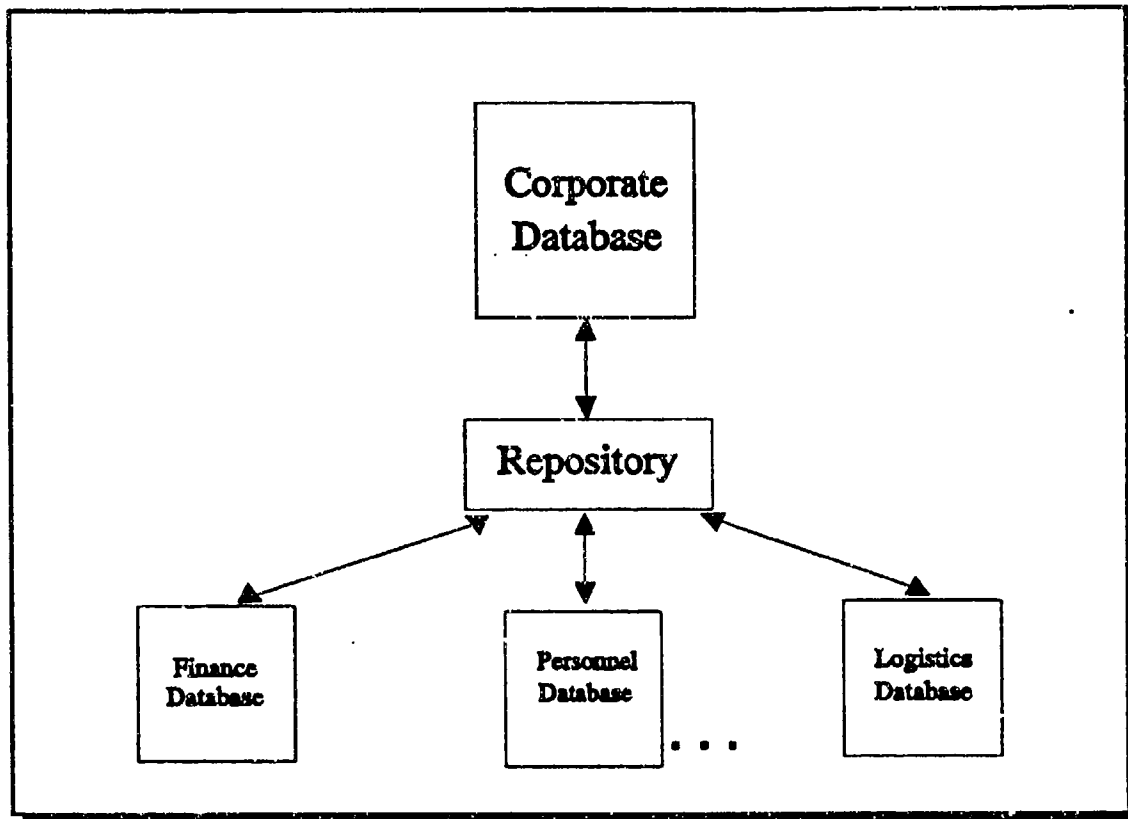 Corporate
Database
Repository
Finance
Database
Personnel
Database
. . .
Logistics
Database